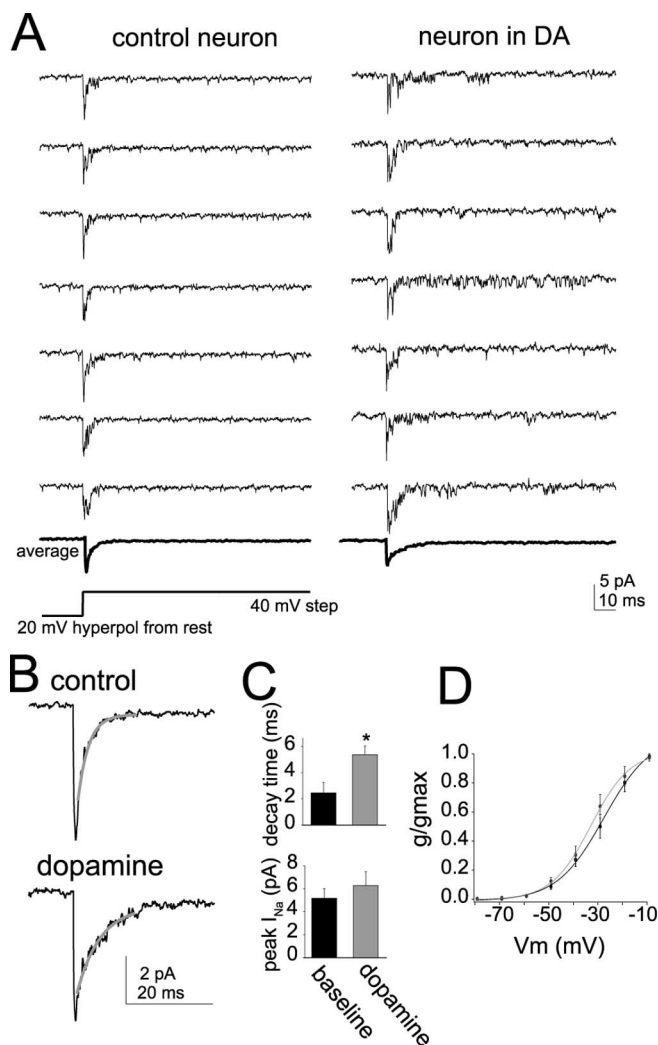 A
control neuron
neuron in DA
average
40 mV step
20 mV hyperpol from rest
5 pA
10 ms
B
control
dopamine
2 pA
20 ms
C
decay time (ms)
6
4
2
0
*
peak INa (pA)
8
6
4
2
0
baseline
dopamine
D
g/gmax
1.0
0.8
0.6
0.4
0.2
0.0
-70 -50 -30 -10
Vm (mV)